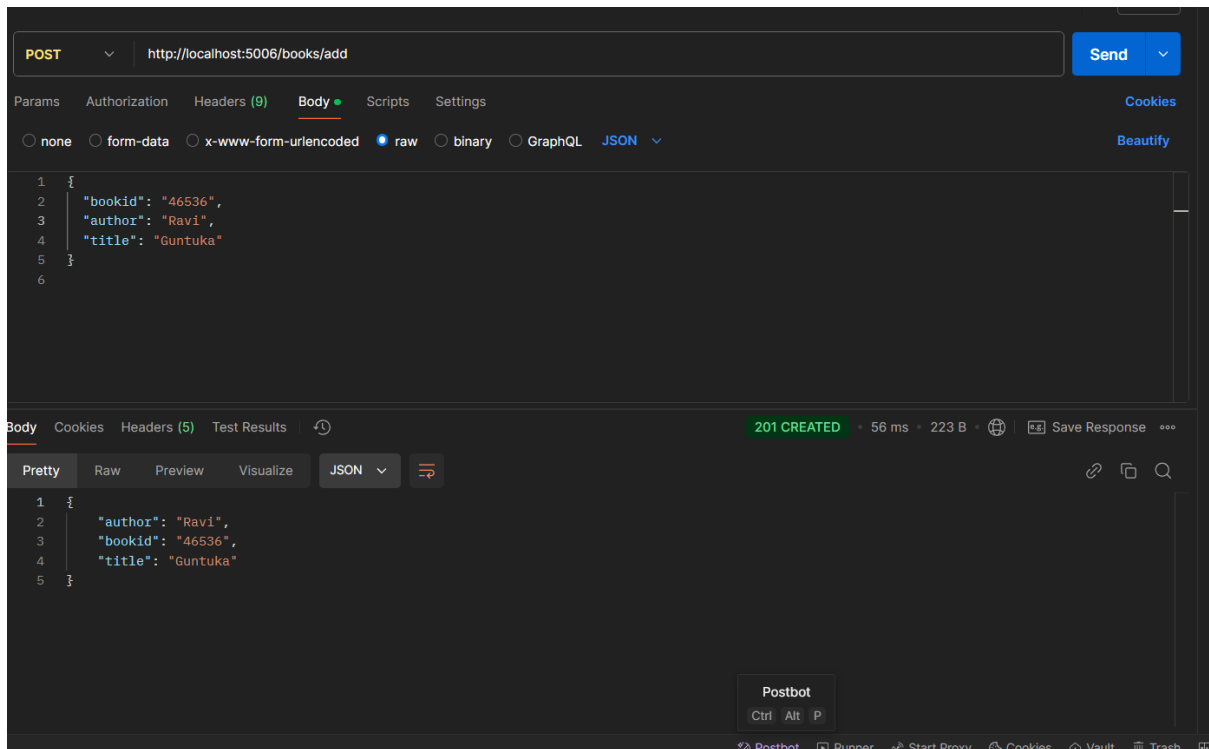 POST http://localhost:5006/books/add Send
Params Authorization Headers (9) Body Scripts Settings Cookies
none form-data x-www-form-urlencoded raw binary GraphQL JSON Beautify
1 {
2 "bookid": "46536",
3 "author": "Ravi",
4 "title": "Guntuka"
5 }
6
Body Cookies Headers (5) Test Results 201 CREATED 56 ms 223 B e.g. Save Response
Pretty Raw Preview Visualize JSON
1 {
2 "author": "Ravi",
3 "bookid": "46536",
4 "title": "Guntuka"
5 }
Postbot
Ctrl Alt P
Postbot Runner Start Proxy Cookies Vault Trash